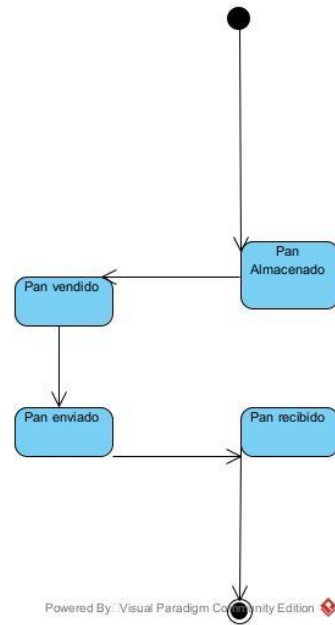 Pan
Almacenado
Pan vendido
Pan enviado
Pan recibido
Powered By Visual Paradigm Community Edition